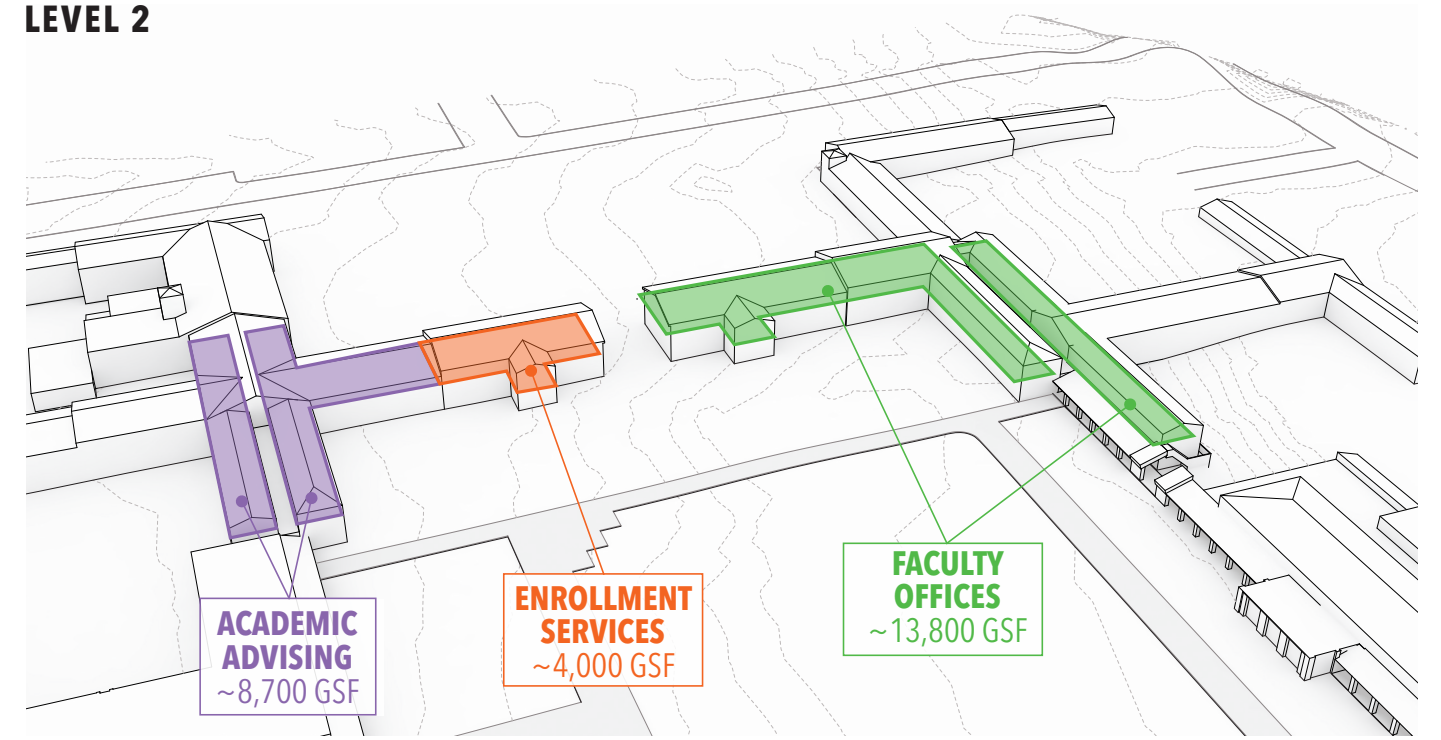 LEVEL 2
ACADEMIC
ADVISING
~8,700 GSF
ENROLLMENT
SERVICES
~4,000 GSF
FACULTY
OFFICES
~13,800 GSF